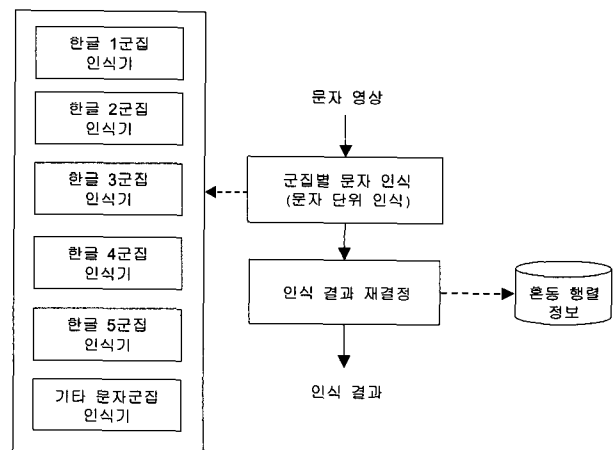 한글 1군집
인식기
한글 2군집
인식기
한글 3군집
인식기
한글 4군집
인식기
한글 5군집
인식기
기타 문자군집
인식기
문자 영상
군집별 문자 인식
(문자 단위 인식)
인식 결과 재결정
혼동 행렬
정보
인식 결과